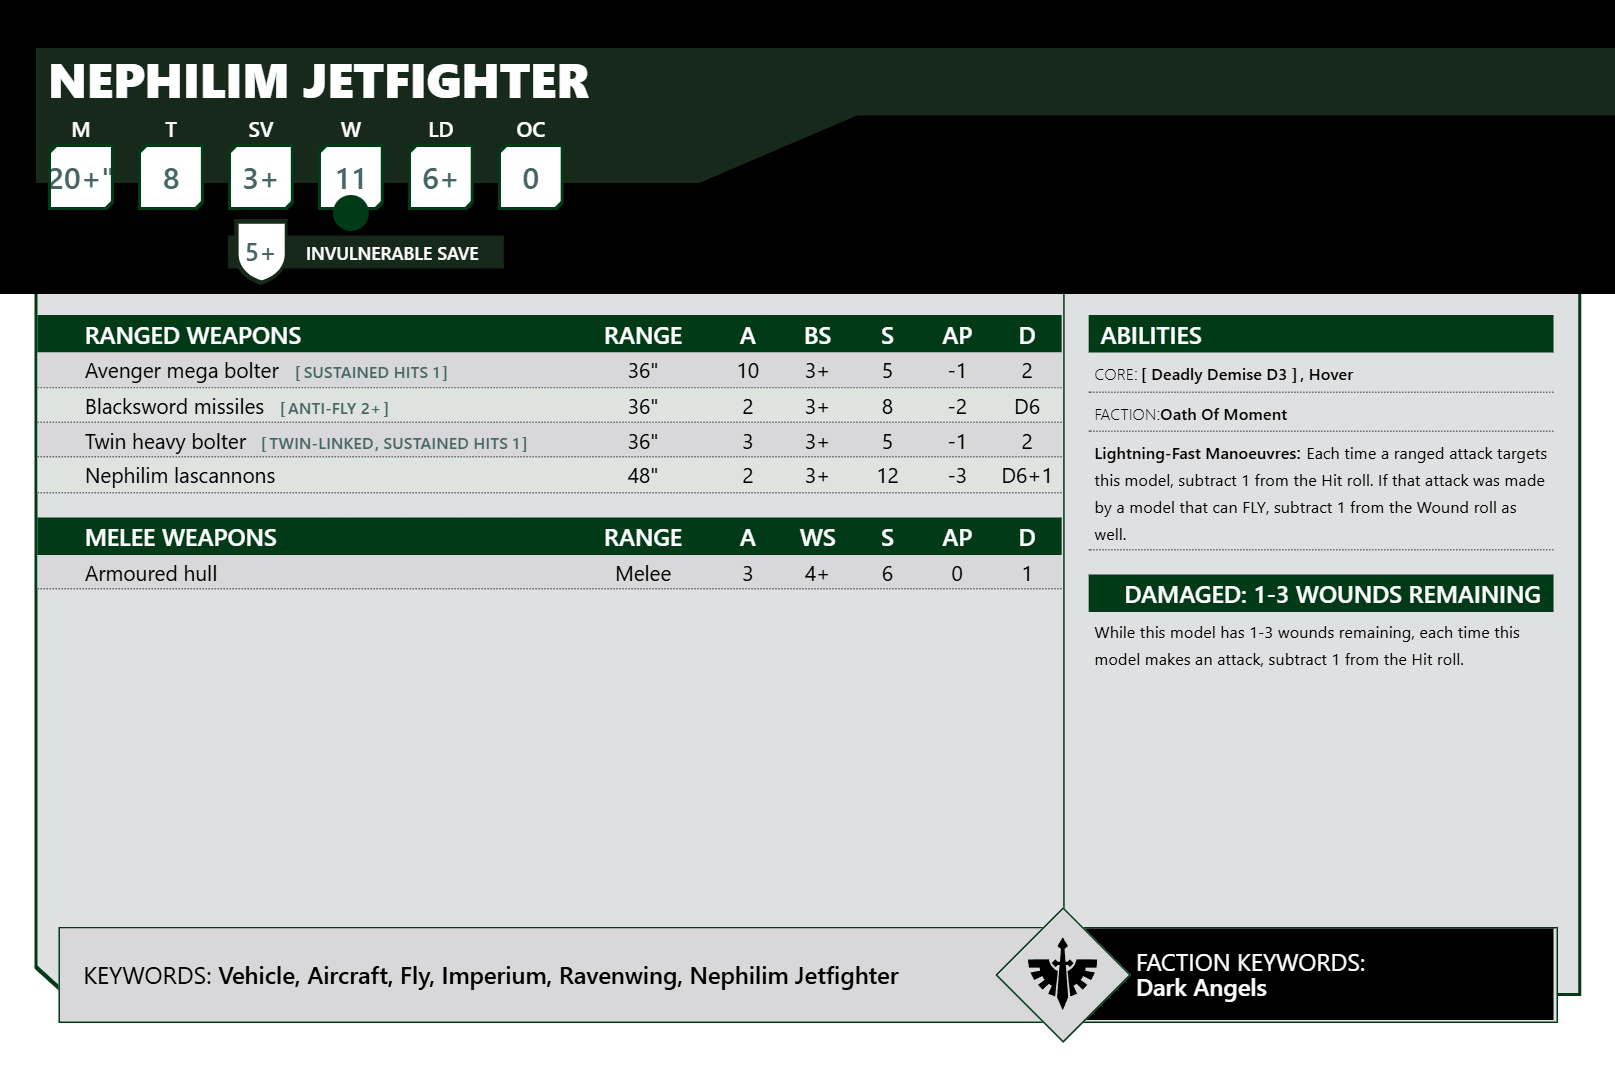 NEPHILIM JETFIGHTER
M T SV W LD OC
20+" 8 3+ 11 6+ 0
5+ INVULNERABLE SAVE
RANGED WEAPONS RANGE A BS S AP D
Avenger mega bolter [ SUSTAINED HITS 1 ] 36" 10 3+ 5 -1 2
Blacksword missiles [ ANTI-FLY 2+ ] 36" 2 3+ 8 -2 D6
Twin heavy bolter [ TWIN-LINKED, SUSTAINED HITS 1 ] 36" 3 3+ 5 -1 2
Nephilim lascannons 48" 2 3+ 12 -3 D6+1
MELEE WEAPONS RANGE A WS S AP D
Armoured hull Melee 3 4+ 6 0 1
ABILITIES
CORE: [ Deadly Demise D3 ] , Hover
FACTION:Oath Of Moment
Lightning-Fast Manoeuvres: Each time a ranged attack targets
this model, subtract 1 from the Hit roll. If that attack was made
by a model that can FLY, subtract 1 from the Wound roll as
well.
DAMAGED: 1-3 WOUNDS REMAINING
While this model has 1-3 wounds remaining, each time this
model makes an attack, subtract 1 from the Hit roll.
KEYWORDS: Vehicle, Aircraft, Fly, Imperium, Ravenwing, Nephilim Jetfighter
FACTION KEYWORDS:
Dark Angels